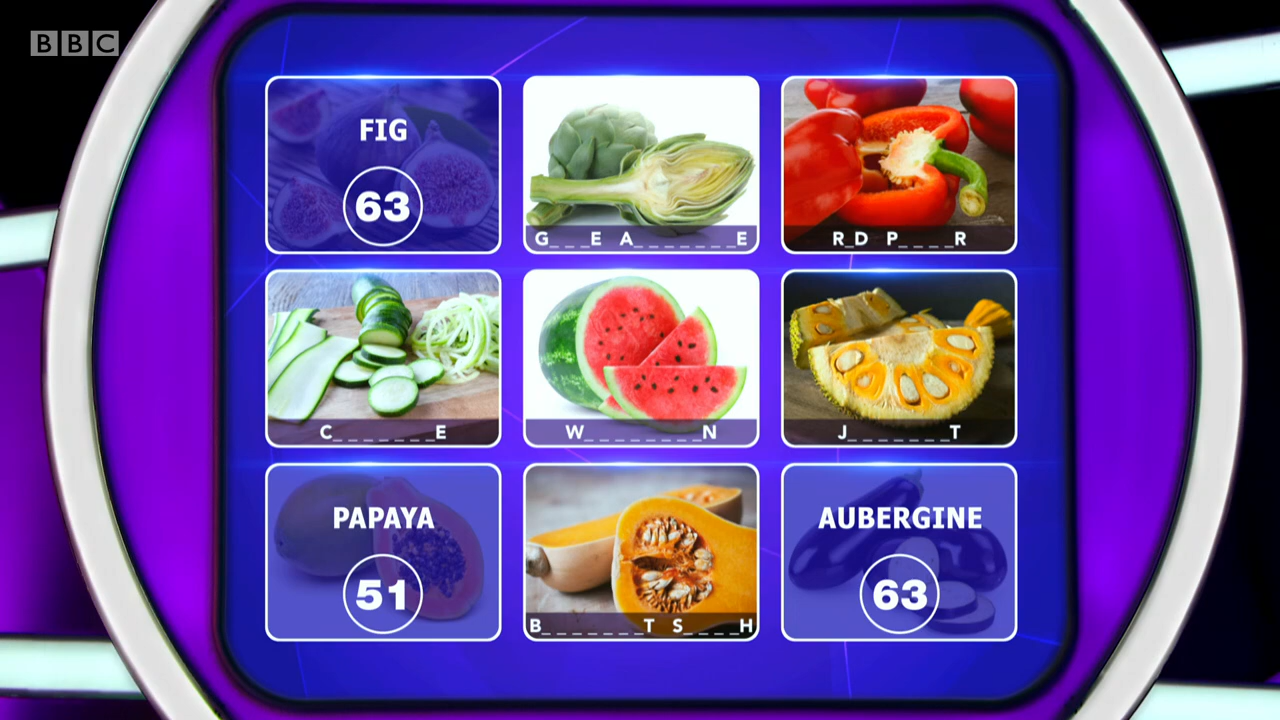 BBC
FIG
63
G_ _ _E A_ _ _ _ _ _ _E
R_D P_ _ _ _R
C_ _ _ _ _ _ _E
W_ _ _ _ _ _ _ _N
J_ _ _ _ _ _ _T
PAPAYA
51
B_ _ _ _ _ _ _T S_ _ _ _H
AUBERGINE
63